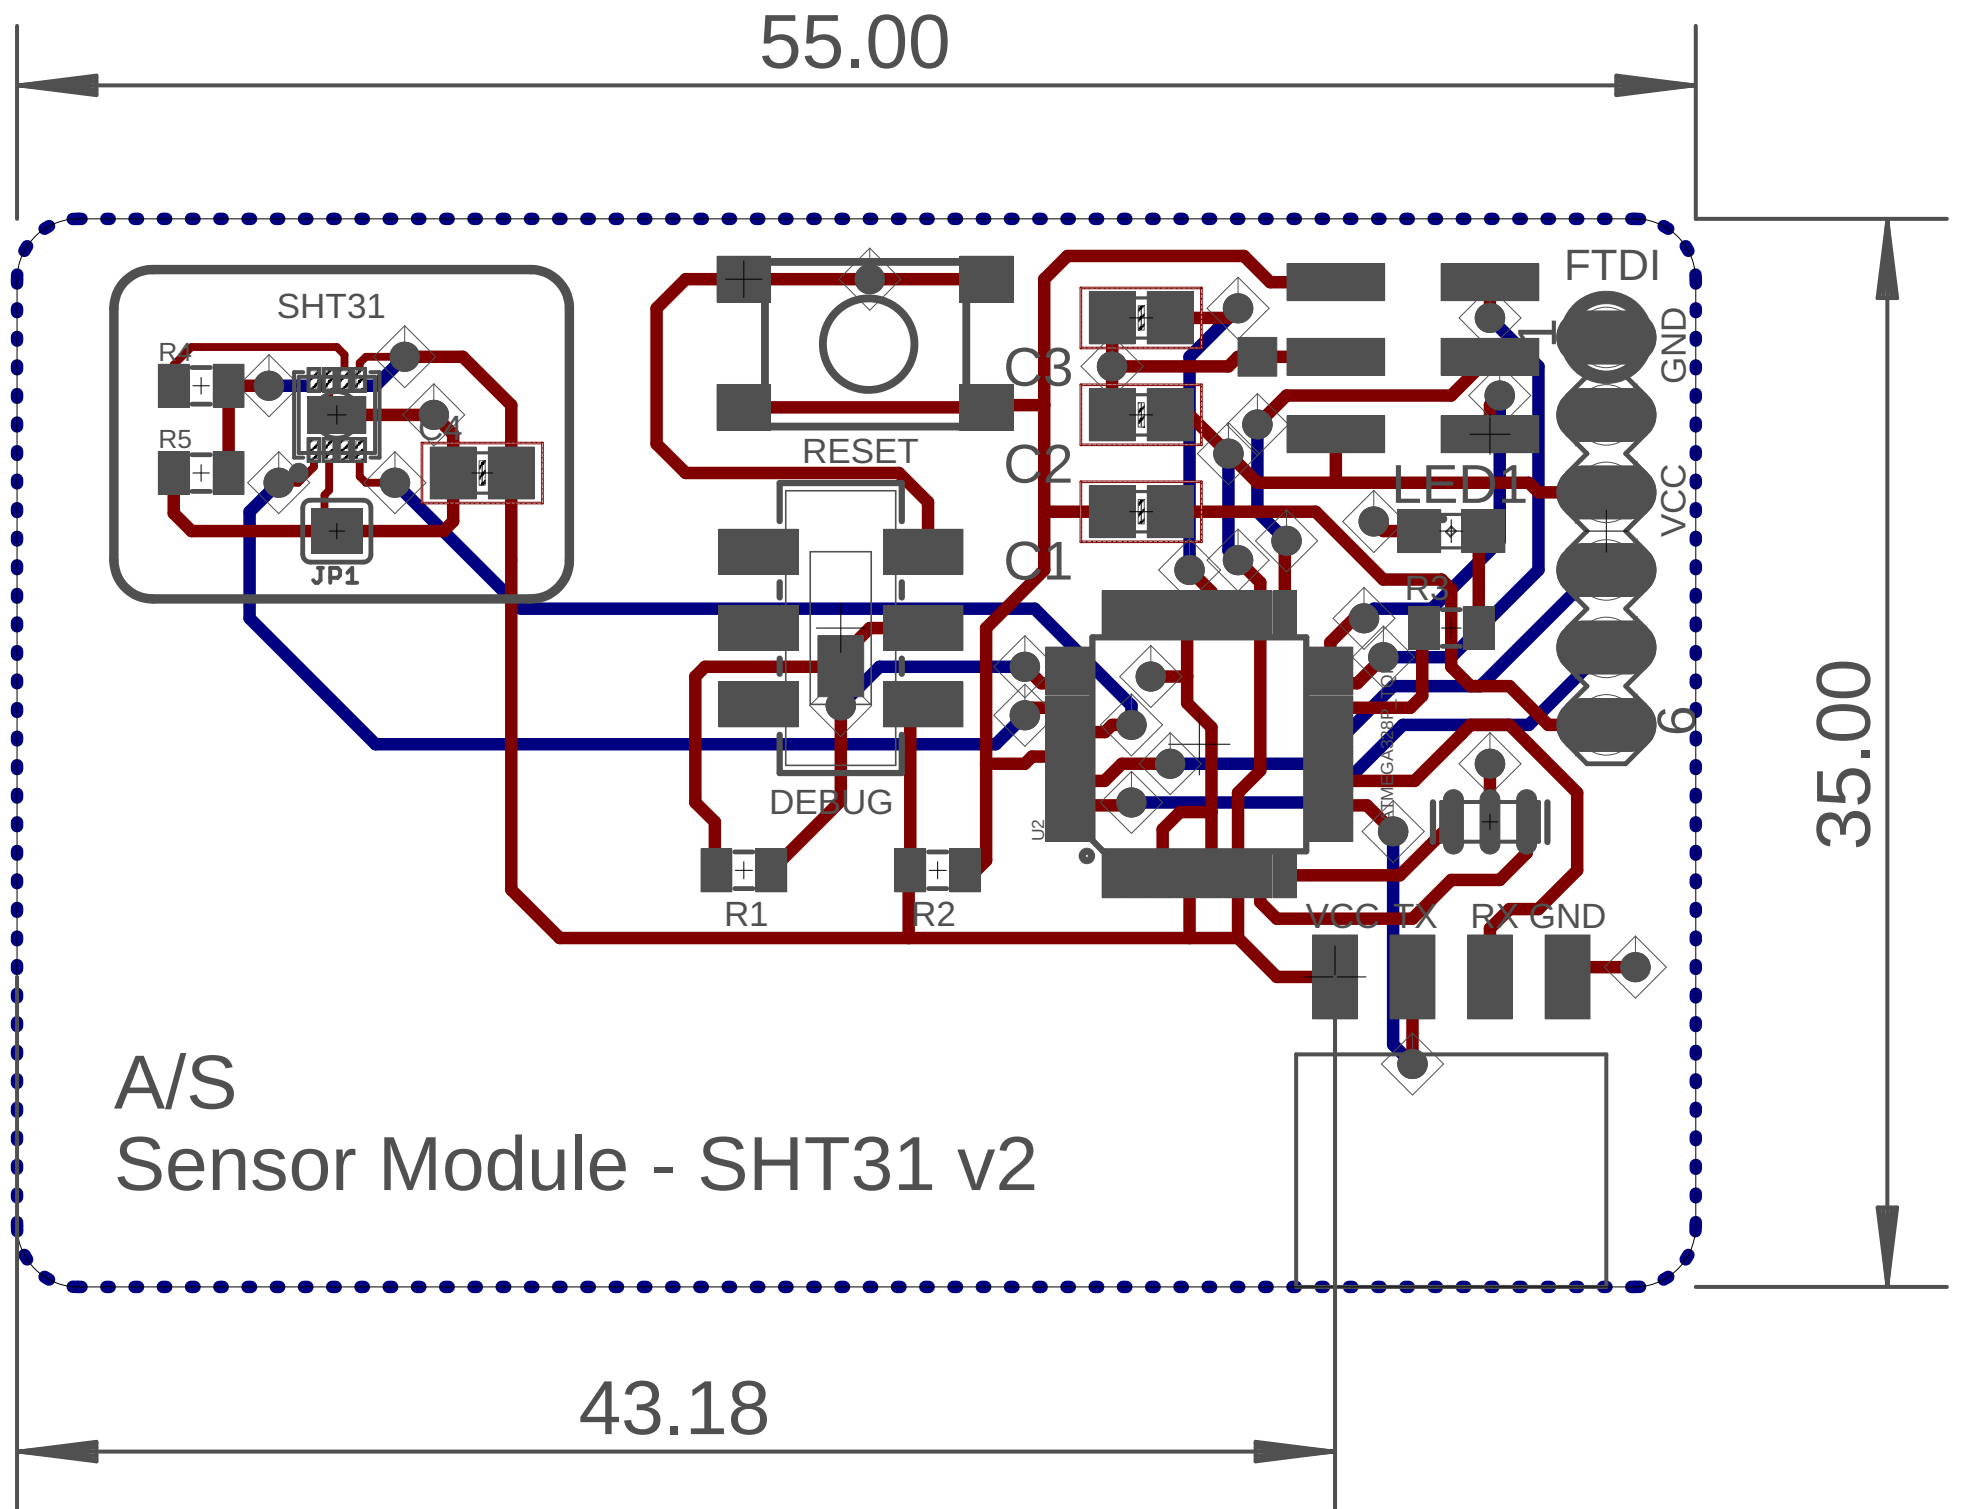 55.00
FTDI
SHT31
GND
1
R4
C3
C4
R5
RESET
C2
LED1
VCC
C1
JP1
R3
ATMEGA328P_TQ
6
35.00
DEBUG
U2
R1
R2
VCC TX RX GND
A/S
Sensor Module - SHT31 v2
43.18